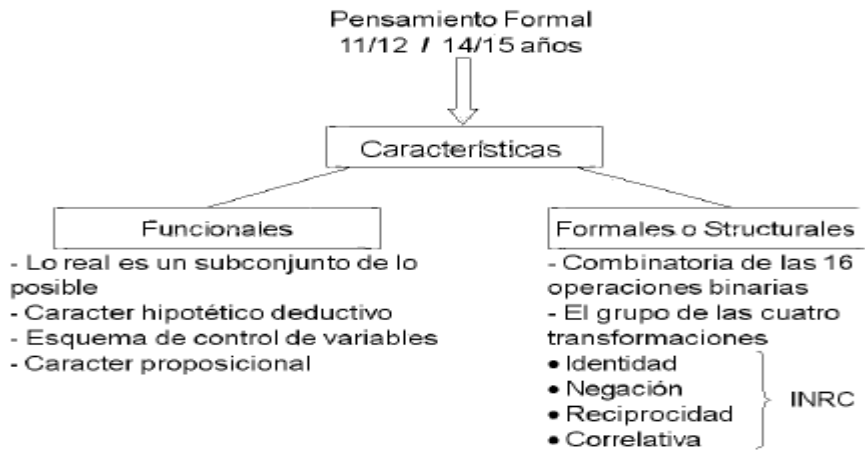 Pensamiento Formal
11/12 / 14/15 años
Características
Funcionales
- Lo real es un subconjunto de lo
posible
- Caracter hipotético deductivo
- Esquema de control de variables
- Caracter proposicional
Formales o Structurales
- Combinatoria de las 16
operaciones binarias
- El grupo de las cuatro
transformaciones
• Identidad
• Negación
• Reciprocidad
• Correlativa
INRC